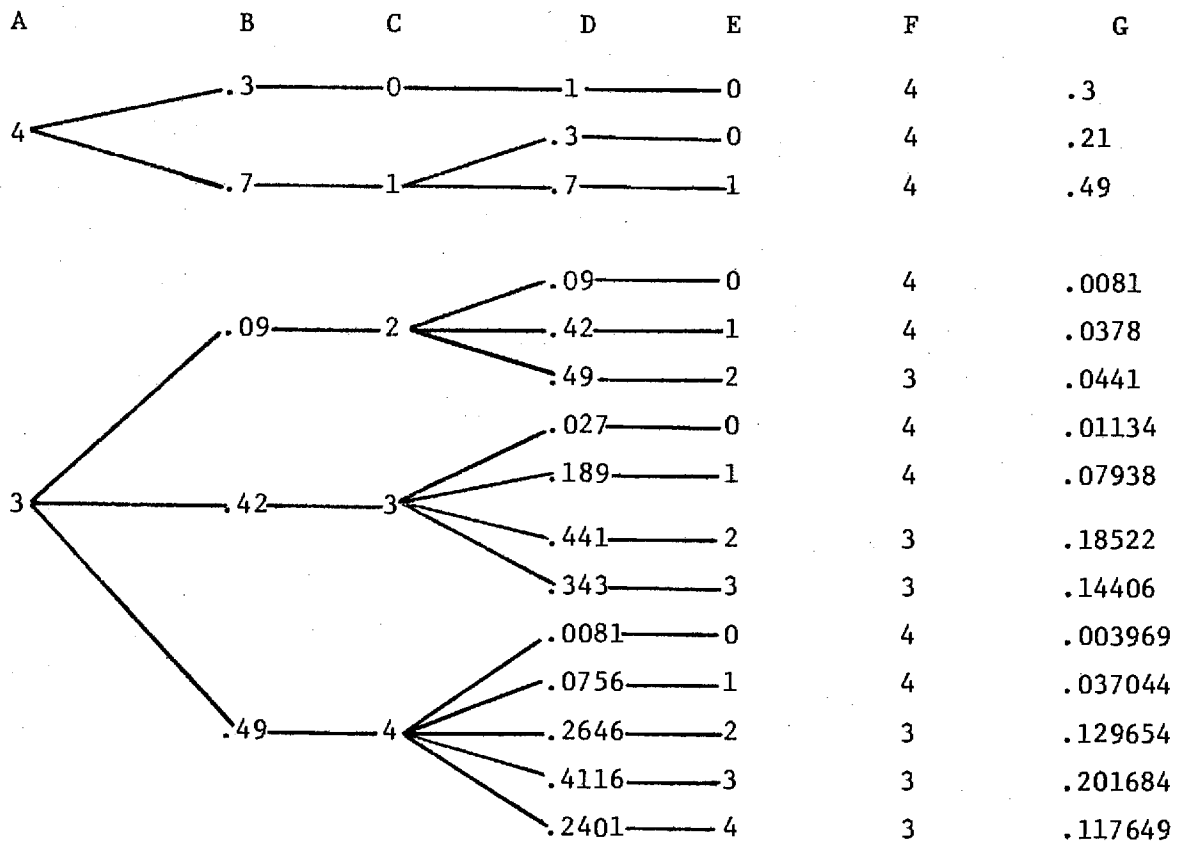 A B C D E F G
.3 0 1 0 4 .3
4 .3 0 4 .21
.7 1 .7 1 4 .49
.09 0 4 .0081
.09 2 .42 1 4 .0378
.49 2 3 .0441
.027 0 4 .01134
.189 1 4 .07938
3 .42 3
.441 2 3 .18522
.343 3 3 .14406
.0081 0 4 .003969
.0756 1 4 .037044
.49 4 .2646 2 3 .129654
.4116 3 3 .201684
.2401 4 3 .117649